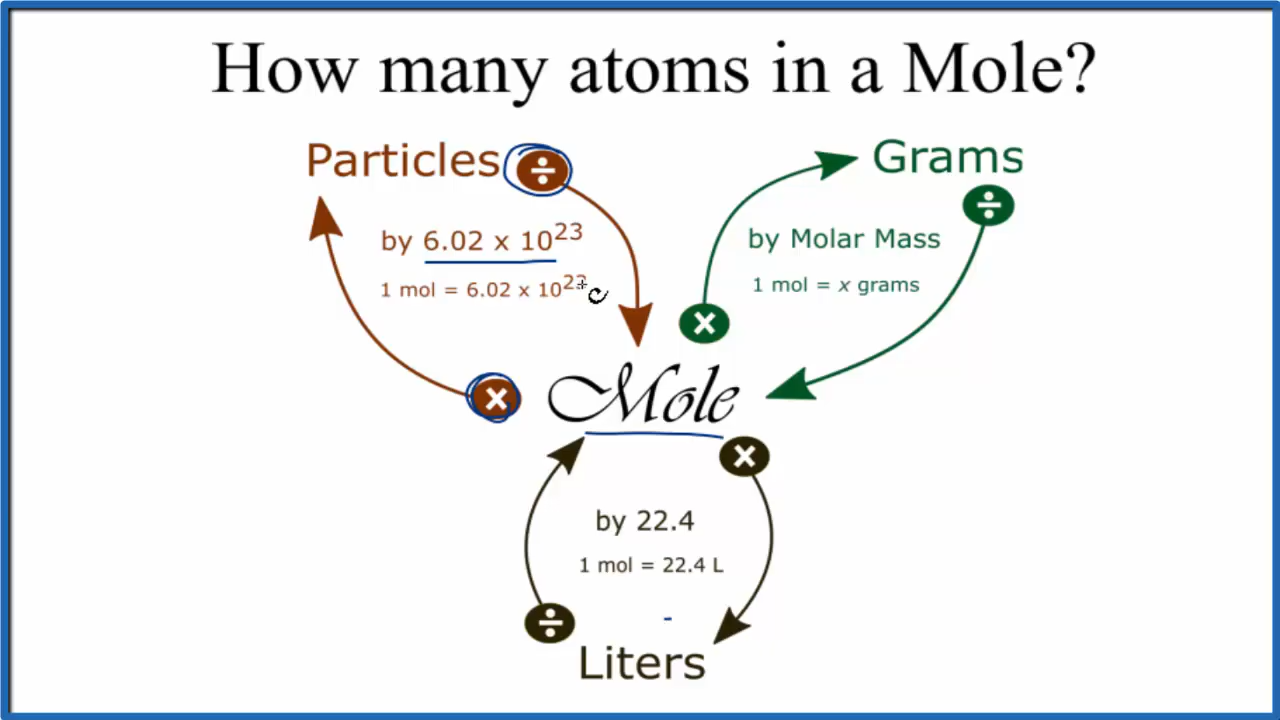 How many atoms in a Mole?
Particles ÷
by 6.02 x 10²³
1 mol = 6.02 x 10²³
×
Grams
÷
by Molar Mass
1 mol = x grams
×
Mole
×
by 22.4
1 mol = 22.4 L
÷
Liters